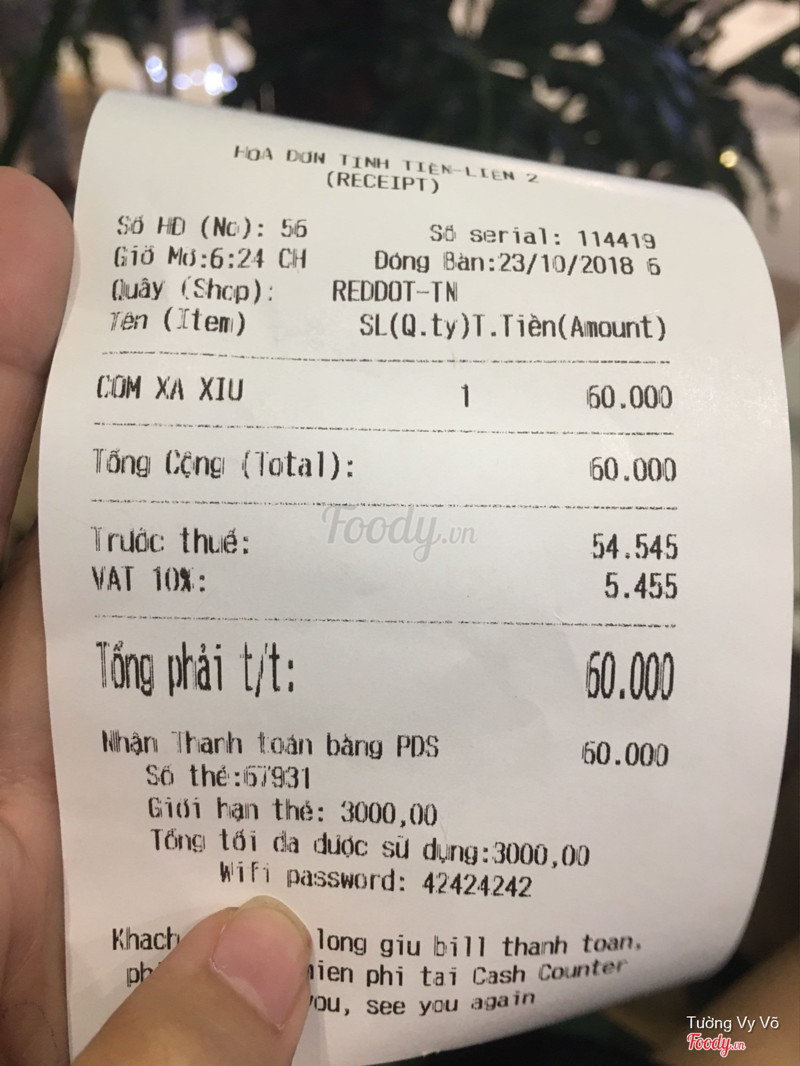 HOA DON TINH TIEN-LIEN 2
(RECEIPT)
Số HD (No): 56 Số serial: 114419
Giờ Mở:6:24 CH Đóng Bàn:23/10/2018 6
Quầy (Shop): REDDOT-TN
Tên (Item) SL(Q.ty)T.Tiền(Amount)
COM XA XIU 1 60.000
Tổng Cộng (Total): 60.000
Trước thuế: 54.545
VAT 10%: 5.455
Tổng phải t/t: 60.000
Nhận Thanh toán bằng PDS 60.000
Số thẻ:67931
Giới hạn thẻ: 3000,00
Tổng tối đa được sử dụng:3000,00
Wifi password: 42424242
Khach long giu bill thanh toan,
phi tai Cash Counter
you, see you again
Foody.vn
Tường Vy Võ
Foody.vn